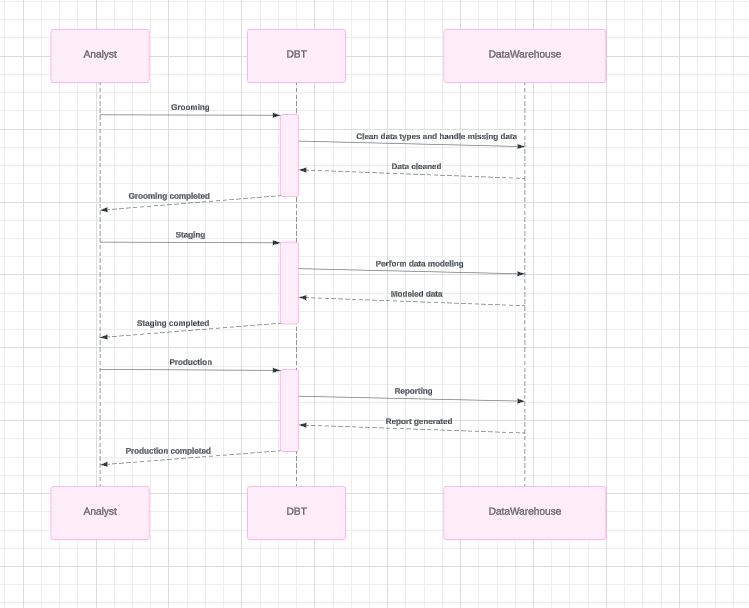 Analyst
DBT
DataWarehouse
Grooming
Clean data types and handle missing data
Data cleaned
Grooming completed
Staging
Perform data modeling
Modeled data
Staging completed
Production
Reporting
Report generated
Production completed
Analyst
DBT
DataWarehouse